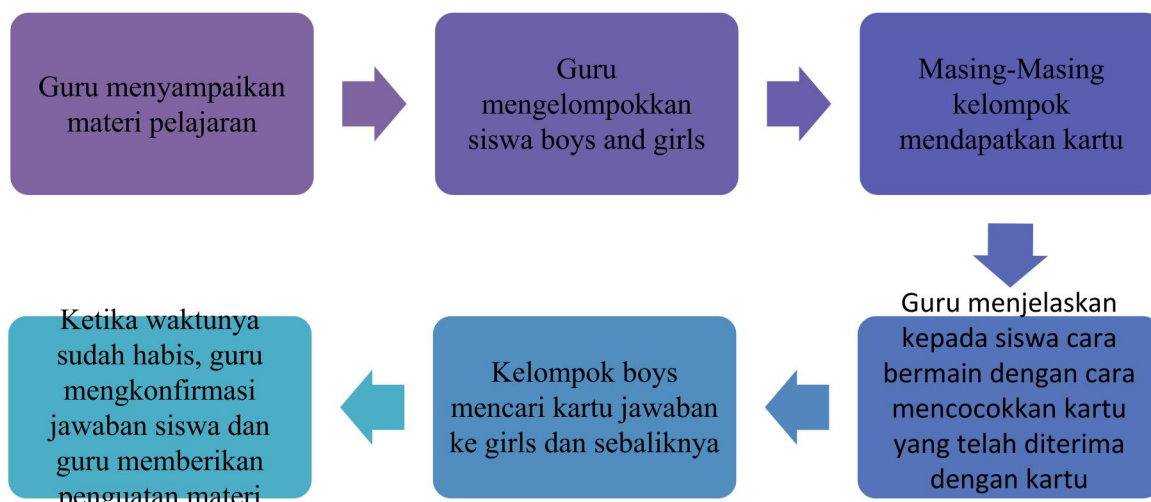 Guru menyampaikan
materi pelajaran
Guru
mengelompokkan
siswa boys and girls
Masing-Masing
kelompok
mendapatkan kartu
Guru menjelaskan
kepada siswa cara
bermain dengan cara
mencocokkan kartu
yang telah diterima
dengan kartu
Kelompok boys
mencari kartu jawaban
ke girls dan sebaliknya
Ketika waktunya
sudah habis, guru
mengkonfirmasi
jawaban siswa dan
guru memberikan
penguatan materi